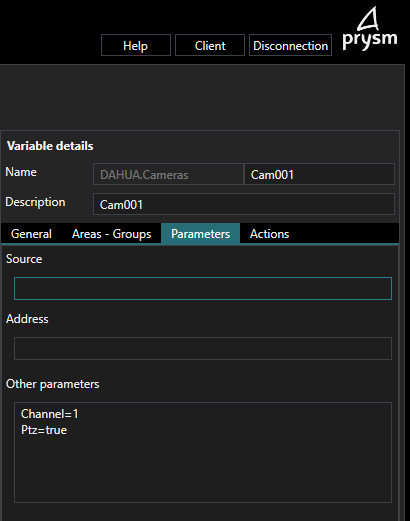 Help
Client
Disconnection
prysm
Variable details
Name
DAHUA.Cameras
Cam001
Description
Cam001
General
Areas - Groups
Parameters
Actions
Source
Address
Other parameters
Channel=1
Ptz=true